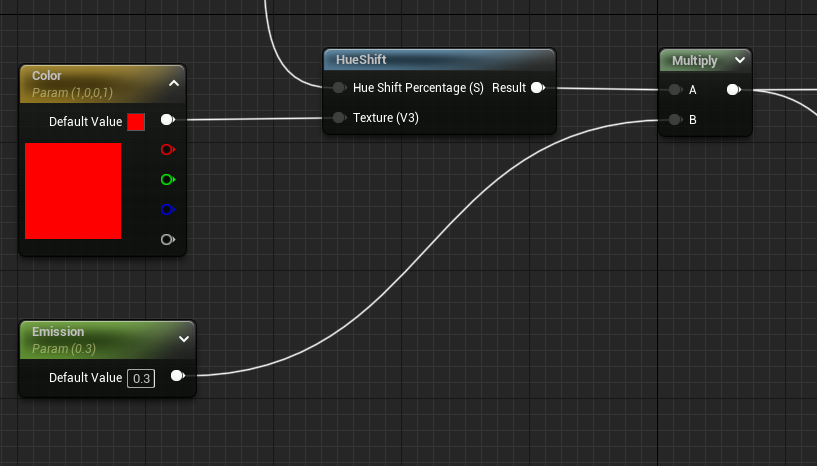 Color
Param (1,0,0,1)
Default Value
HueShift
Hue Shift Percentage (S) Result
Texture (V3)
Multiply
A
B
Emission
Param (0.3)
Default Value 0.3